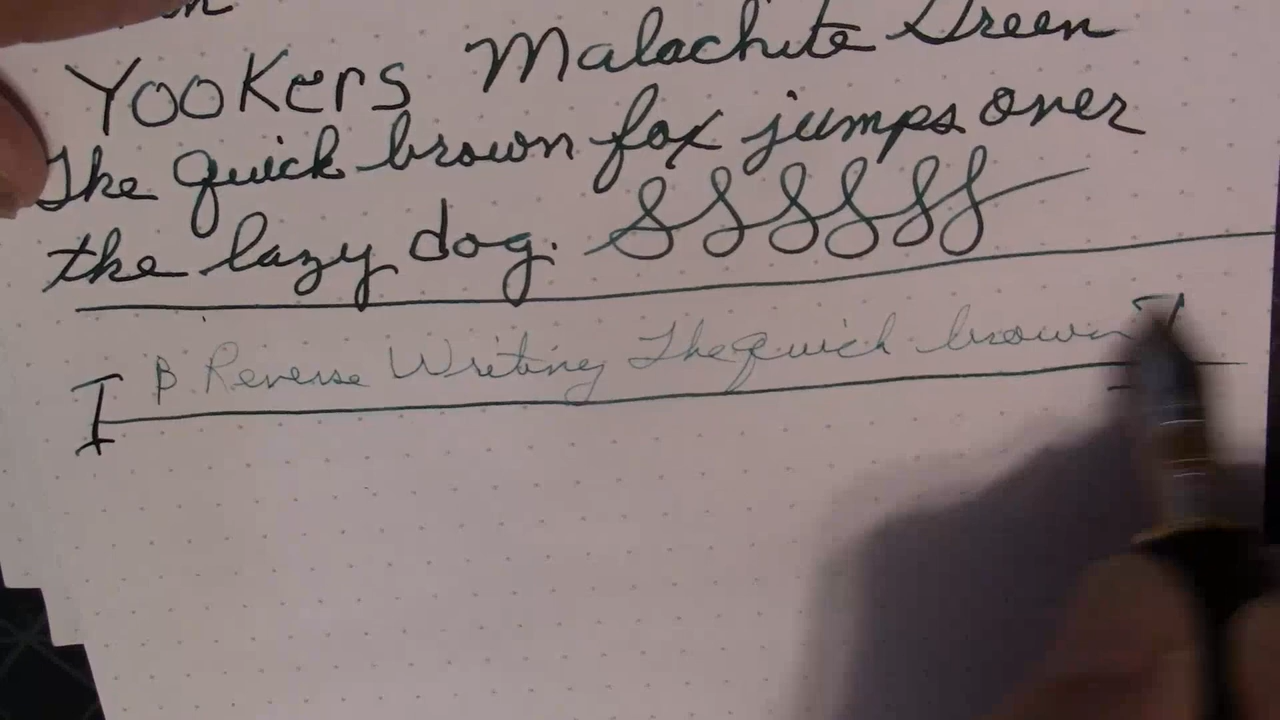 YooKers Malachite Green
The quick brown fox jumps over
the lazy dog. SSSSSS
Reverse Writing The quick brown
I